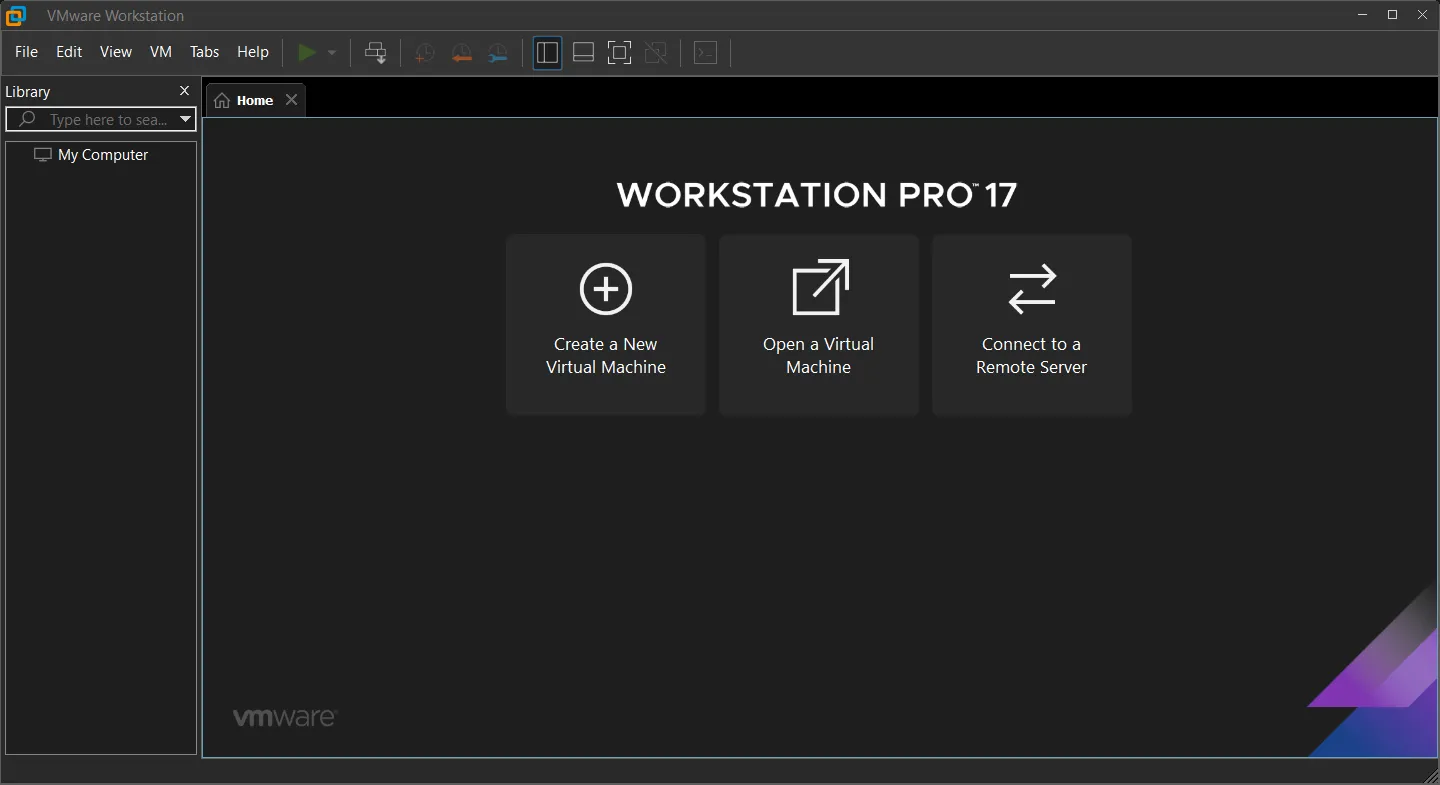 VMware Workstation
File Edit View VM Tabs Help
Library
Type here to sea...
My Computer
Home
WORKSTATION PRO™ 17
Create a New
Virtual Machine
Open a Virtual
Machine
Connect to a
Remote Server
vmware®